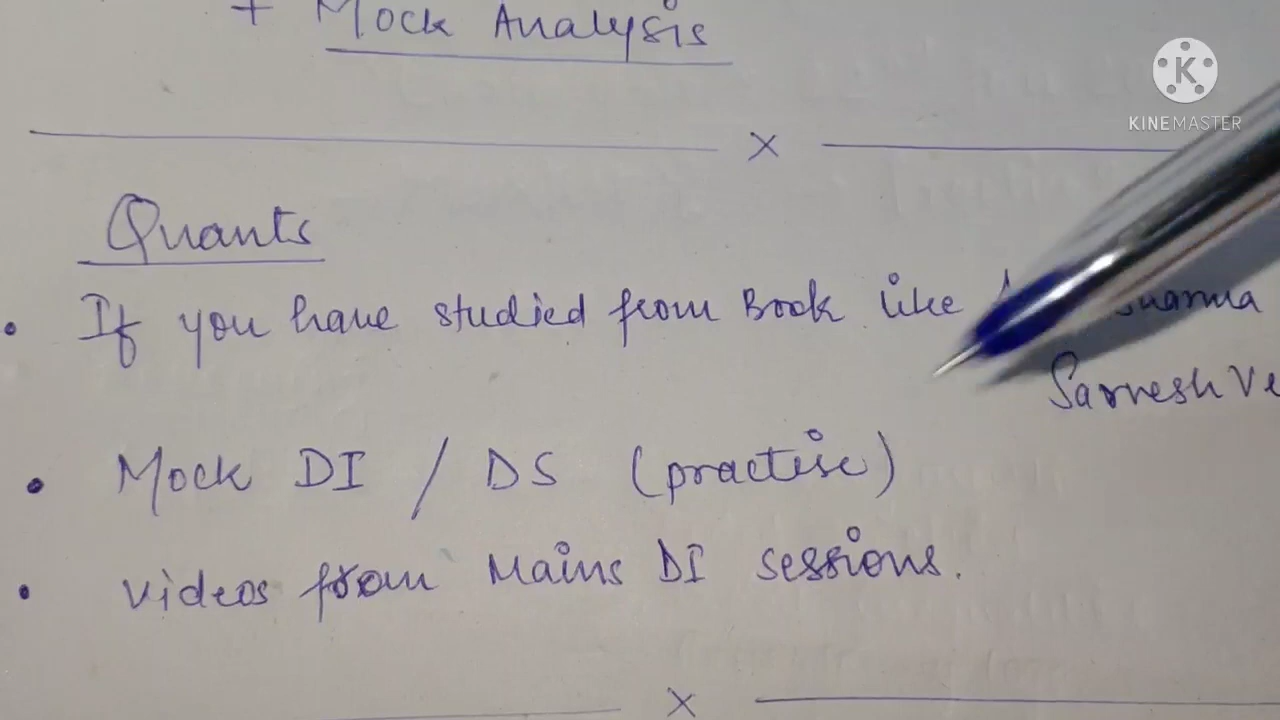 + Mock Analysis
K
KINEMASTER
x
Quants
• If you have studied from Book like
Sarvesh
• Mock DI / DS (practise)
• Videos from Mains DI sessions.
x